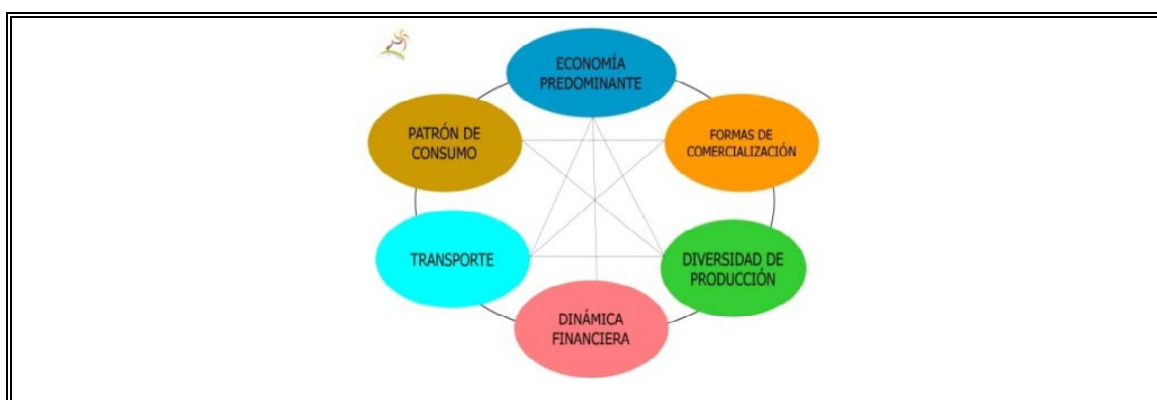 ECONOMÍA
PREDOMINANTE
PATRÓN DE
CONSUMO
FORMAS DE
COMERCIALIZACIÓN
TRANSPORTE
DIVERSIDAD DE
PRODUCCIÓN
DINÁMICA
FINANCIERA